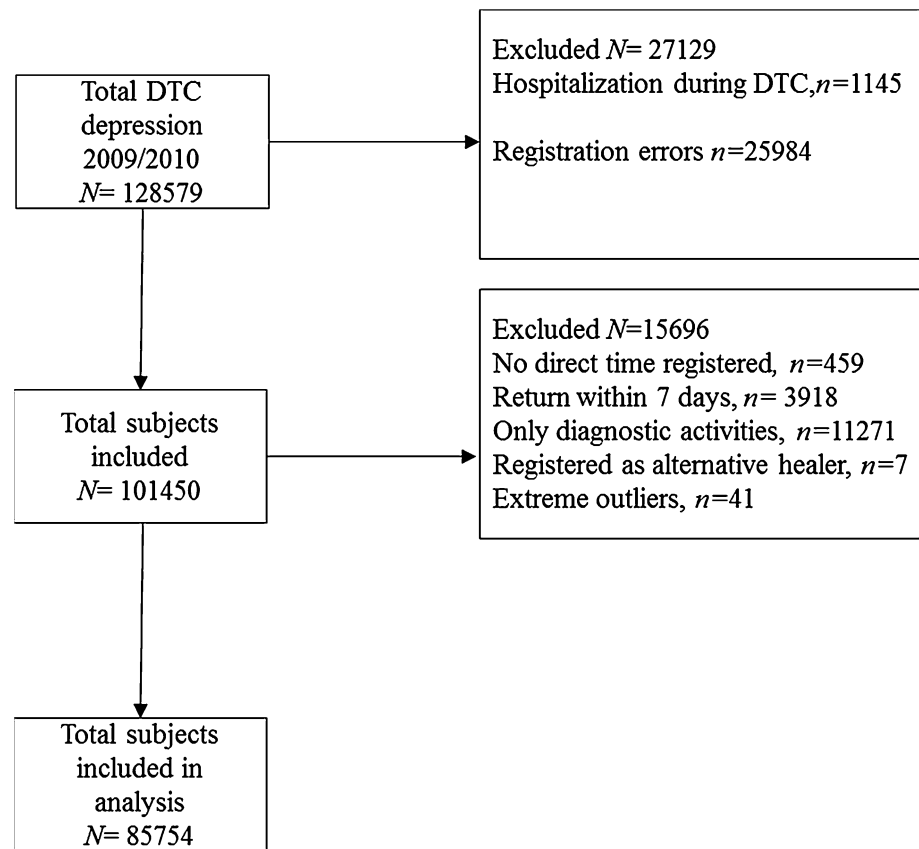 Total DTC
depression
2009/2010
N= 128579
Excluded N= 27129
Hospitalization during DTC,n=1145
Registration errors n=25984
Total subjects
included
N= 101450
Excluded N=15696
No direct time registered, n=459
Return within 7 days, n= 3918
Only diagnostic activities, n=11271
Registered as alternative healer, n=7
Extreme outliers, n=41
Total subjects
included in
analysis
N= 85754